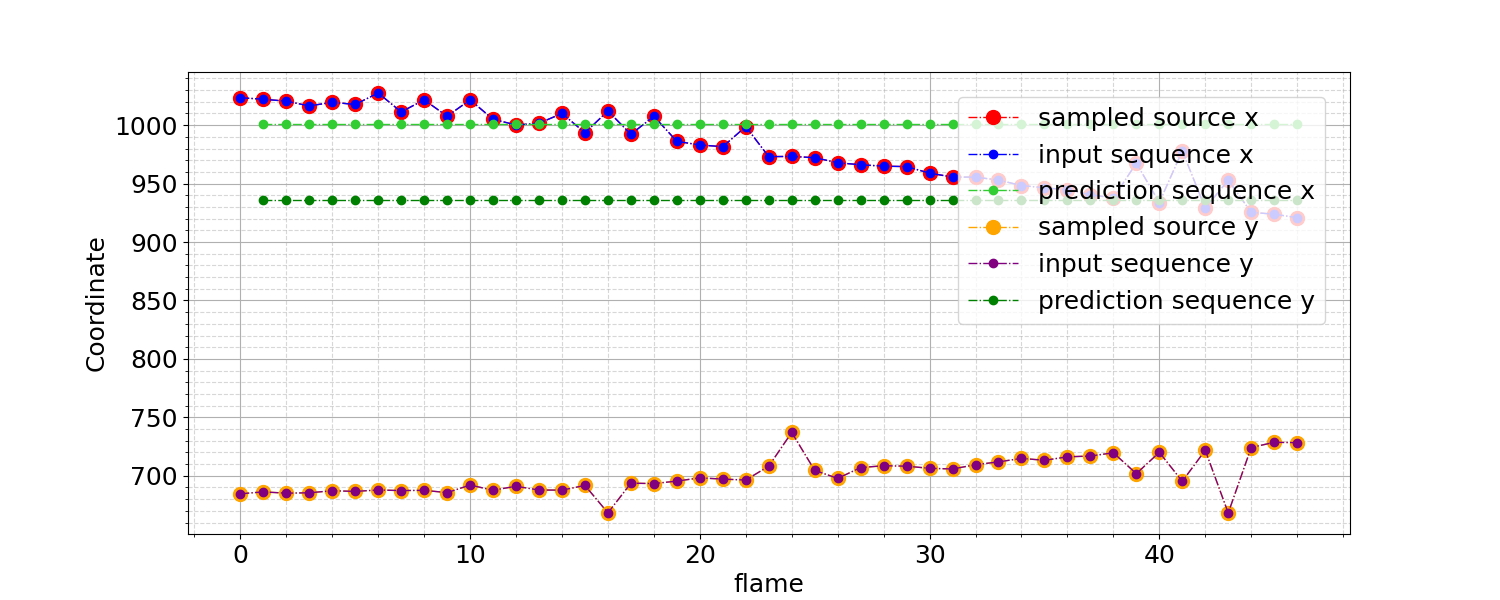 1000
950
900
850
800
750
700
Coordinate
sampled source x
input sequence x
prediction sequence x
sampled source y
input sequence y
prediction sequence y
0 10 20 30 40
flame